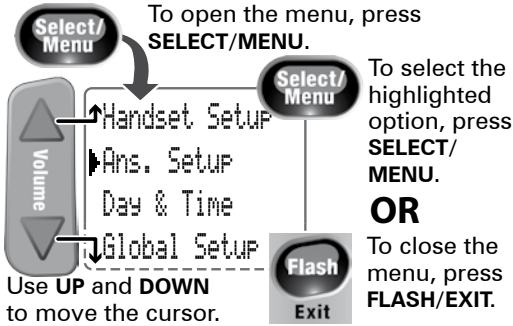 Select/
Menu
To open the menu, press
SELECT/MENU.
Volume
Handset Setup
Ans. Setup
Day & Time
Global Setup
Select/
Menu
To select the
highlighted
option, press
SELECT/
MENU.
OR
Flash
Exit
To close the
menu, press
FLASH/EXIT.
Use UP and DOWN
to move the cursor.